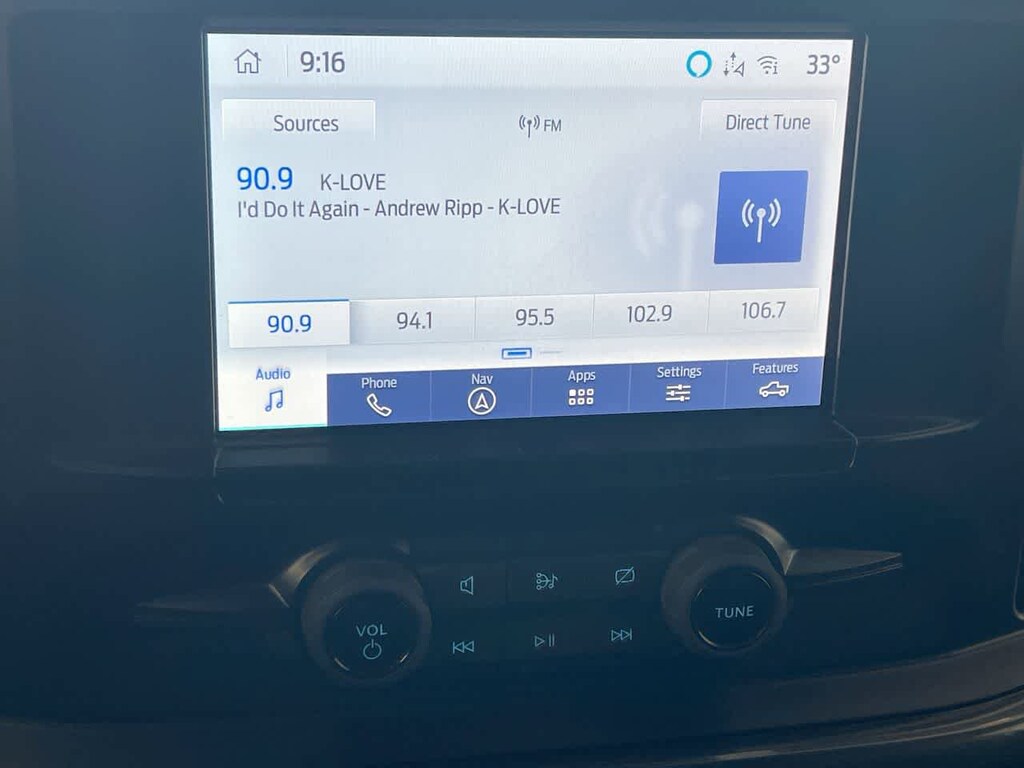 9:16
33°
Sources
FM
Direct Tune
90.9 K-LOVE
I'd Do It Again - Andrew Ripp - K-LOVE
90.9
94.1
95.5
102.9
106.7
Audio
Phone
Nav
Apps
Settings
Features
VOL
TUNE